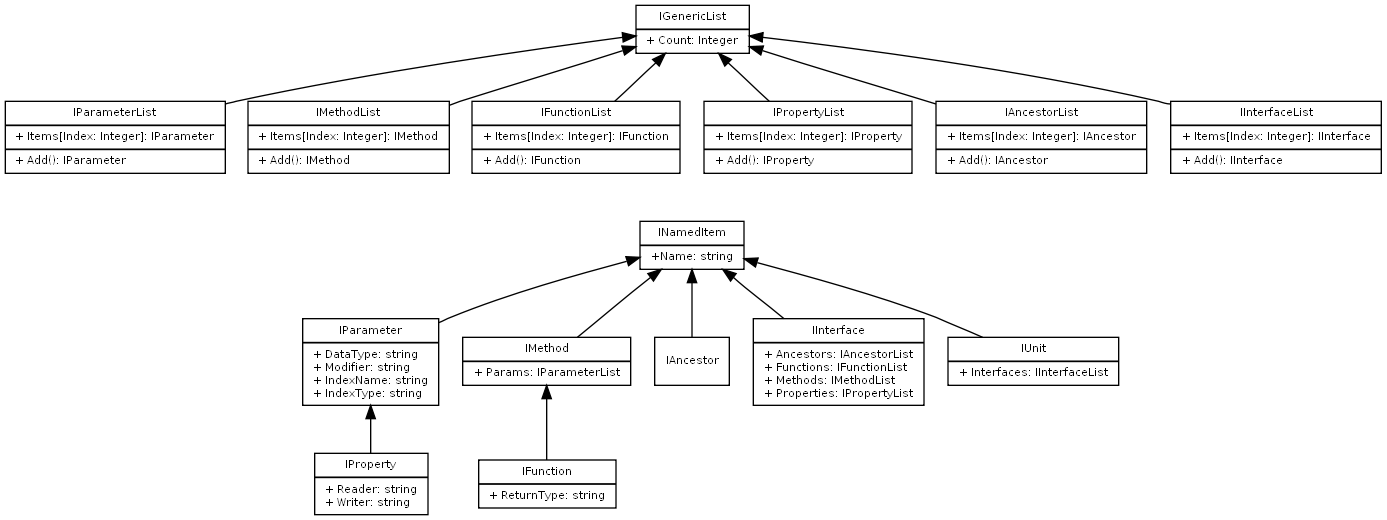 IGenericList
+ Count: Integer
IParameterList
+ Items[Index: Integer]: IParameter
+ Add(): IParameter
IMethodList
+ Items[Index: Integer]: IMethod
+ Add(): IMethod
IFunctionList
+ Items[Index: Integer]: IFunction
+ Add(): IFunction
IPropertyList
+ Items[Index: Integer]: IProperty
+ Add(): IProperty
IAncestorList
+ Items[Index: Integer]: IAncestor
+ Add(): IAncestor
IInterfaceList
+ Items[Index: Integer]: IInterface
+ Add(): IInterface
INamedItem
+Name: string
IParameter
+ DataType: string
+ Modifier: string
+ IndexName: string
+ IndexType: string
IMethod
+ Params: IParameterList
IAncestor
IInterface
+ Ancestors: IAncestorList
+ Functions: IFunctionList
+ Methods: IMethodList
+ Properties: IPropertyList
IUnit
+ Interfaces: IInterfaceList
IProperty
+ Reader: string
+ Writer: string
IFunction
+ ReturnType: string